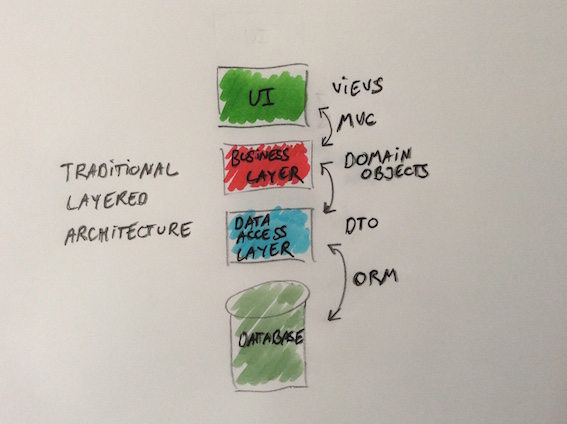 UI
VIEWS
MVC
BUSINESS
LAYER
DOMAIN
OBJECTS
TRADITIONAL
LAYERED
ARCHITECTURE
DATA
ACCESS
LAYER
DTO
ORM
DATABASE